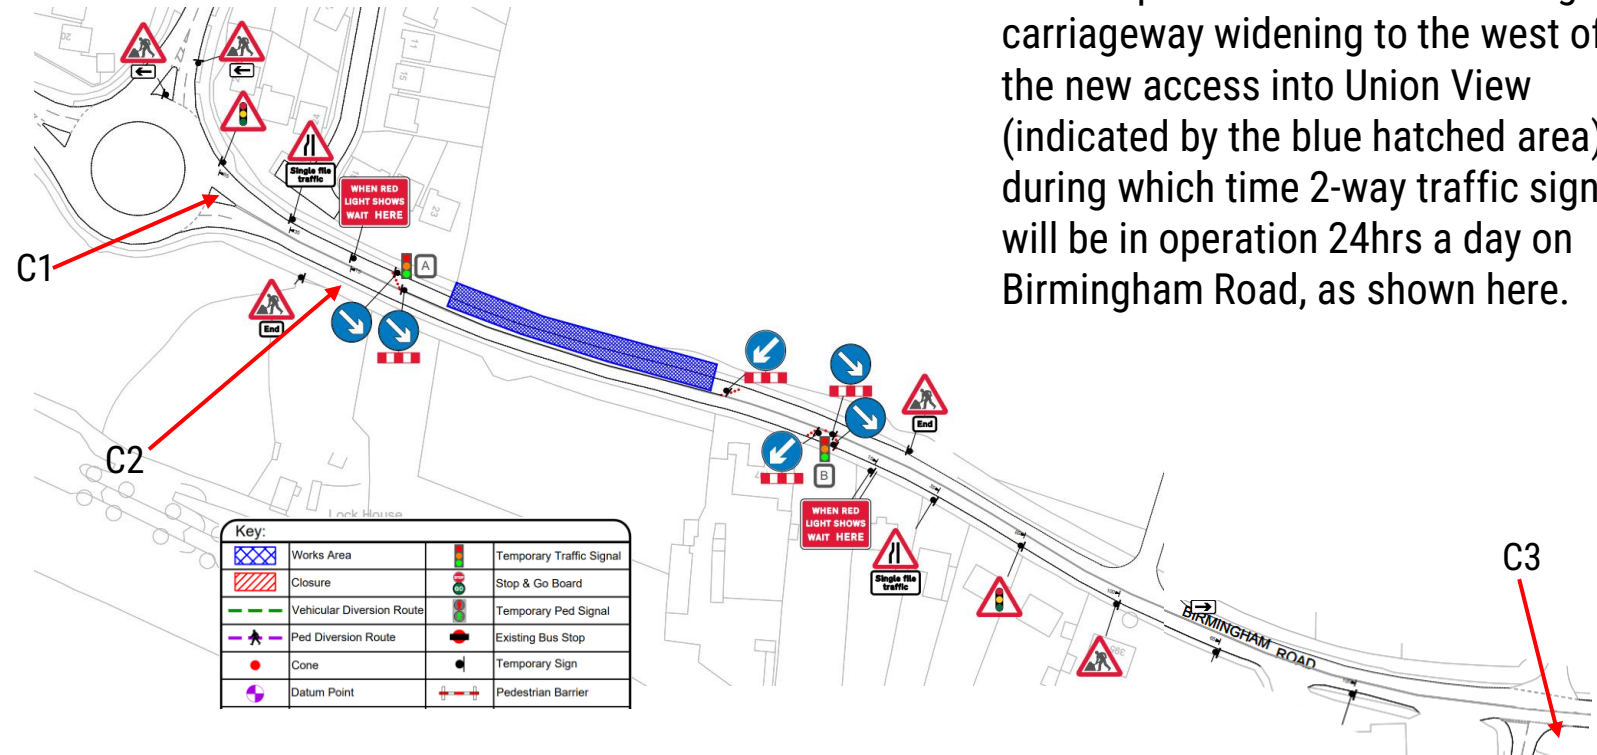 carriageway widening to the west of
the new access into Union View
(indicated by the blue hatched area)
during which time 2-way traffic sign
will be in operation 24hrs a day on
Birmingham Road, as shown here.
Single file
traffic
WHEN RED
LIGHT SHOWS
WAIT HERE
A
C1
End
C2
End
B
WHEN RED
LIGHT SHOWS
WAIT HERE
Single file
traffic
11
15
23
Lock House
395
BIRMINGHAM ROAD
C3
Key:
Works Area
Temporary Traffic Signal
Closure
Stop & Go Board
Vehicular Diversion Route
Temporary Ped Signal
Ped Diversion Route
Existing Bus Stop
Cone
Temporary Sign
Datum Point
Pedestrian Barrier